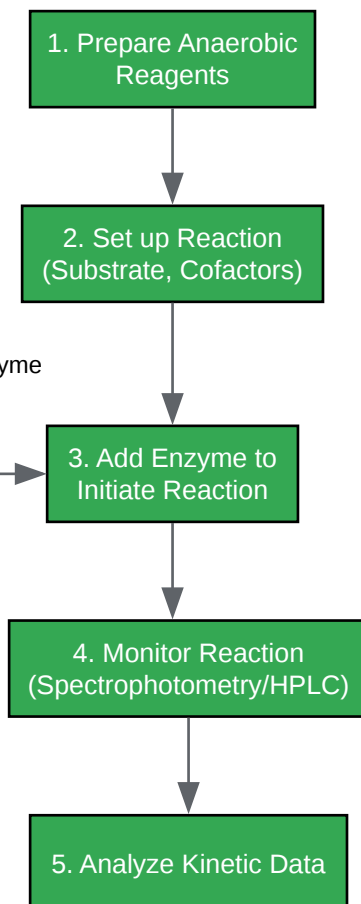 1. Prepare Anaerobic
Reagents
2. Set up Reaction
(Substrate, Cofactors)
3. Add Enzyme to
Initiate Reaction
4. Monitor Reaction
(Spectrophotometry/HPLC)
5. Analyze Kinetic Data